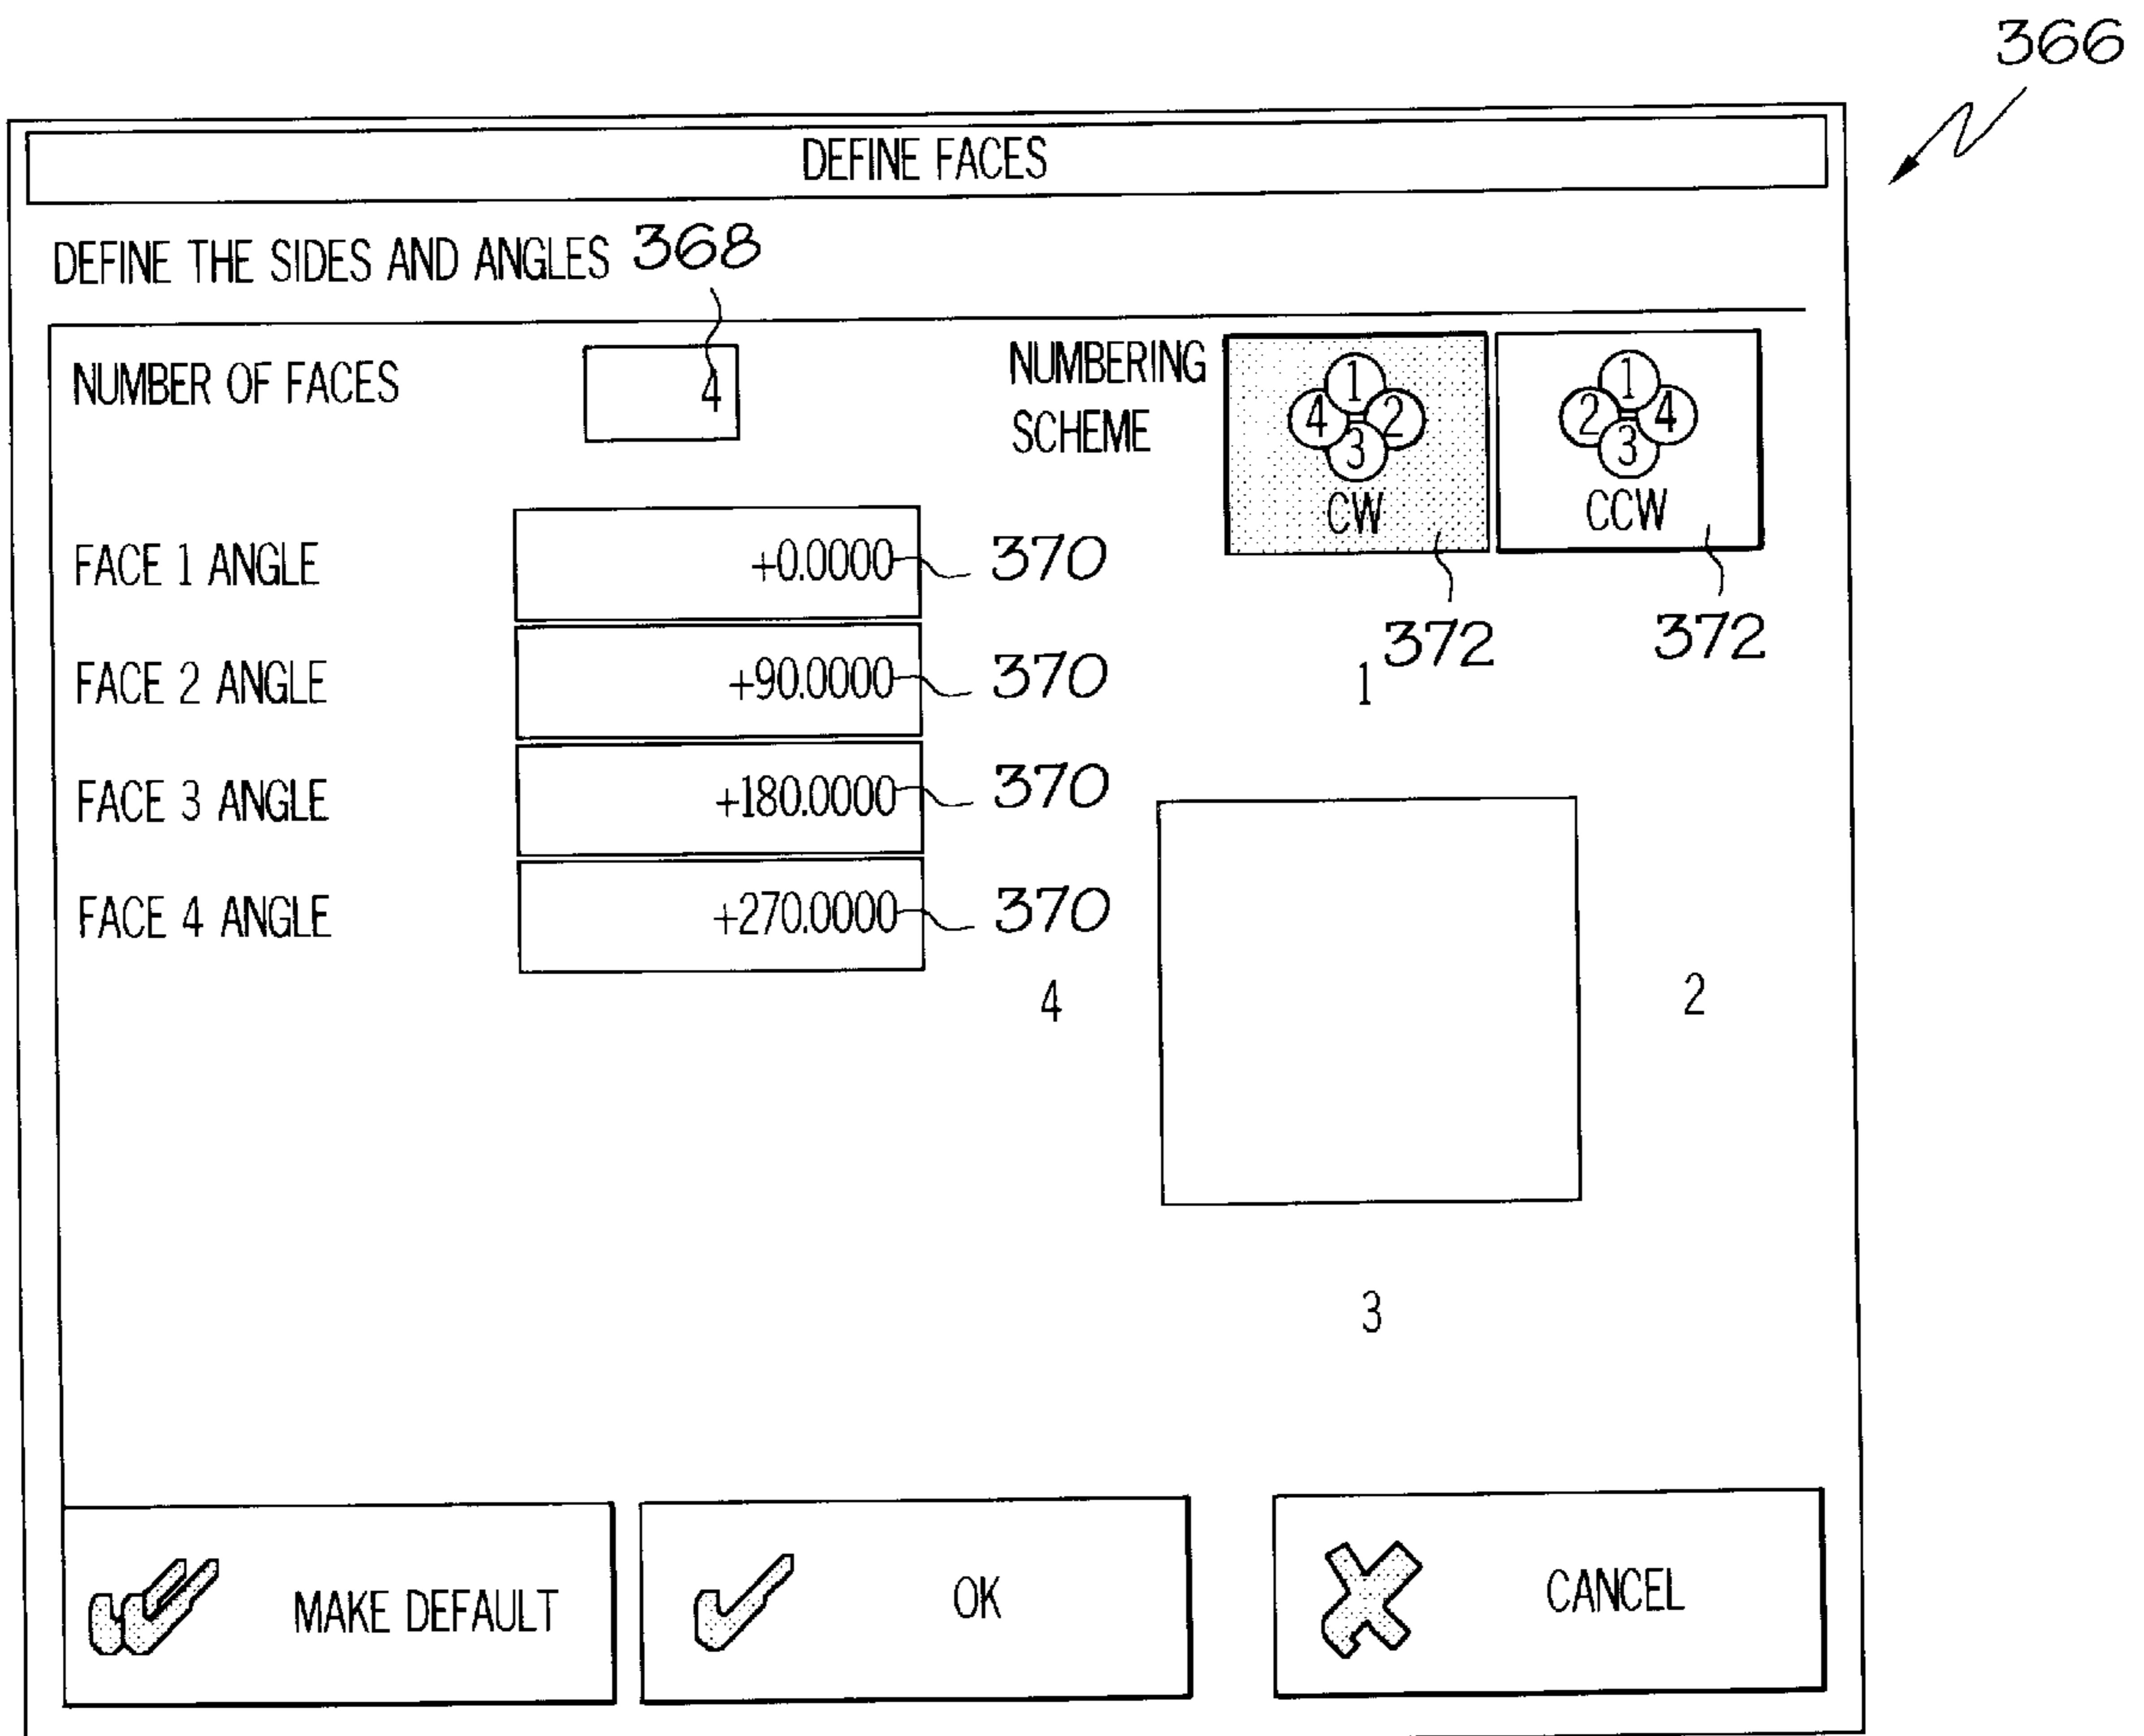 366
DEFINE FACES
DEFINE THE SIDES AND ANGLES 368
NUMBER OF FACES 4
NUMBERING SCHEME
1
4 2
3
CW
1
2 4
3
CCW
372 372
FACE 1 ANGLE +0.0000 370
FACE 2 ANGLE +90.0000 370
FACE 3 ANGLE +180.0000 370
FACE 4 ANGLE +270.0000 370
1
4 2
3
MAKE DEFAULT OK CANCEL